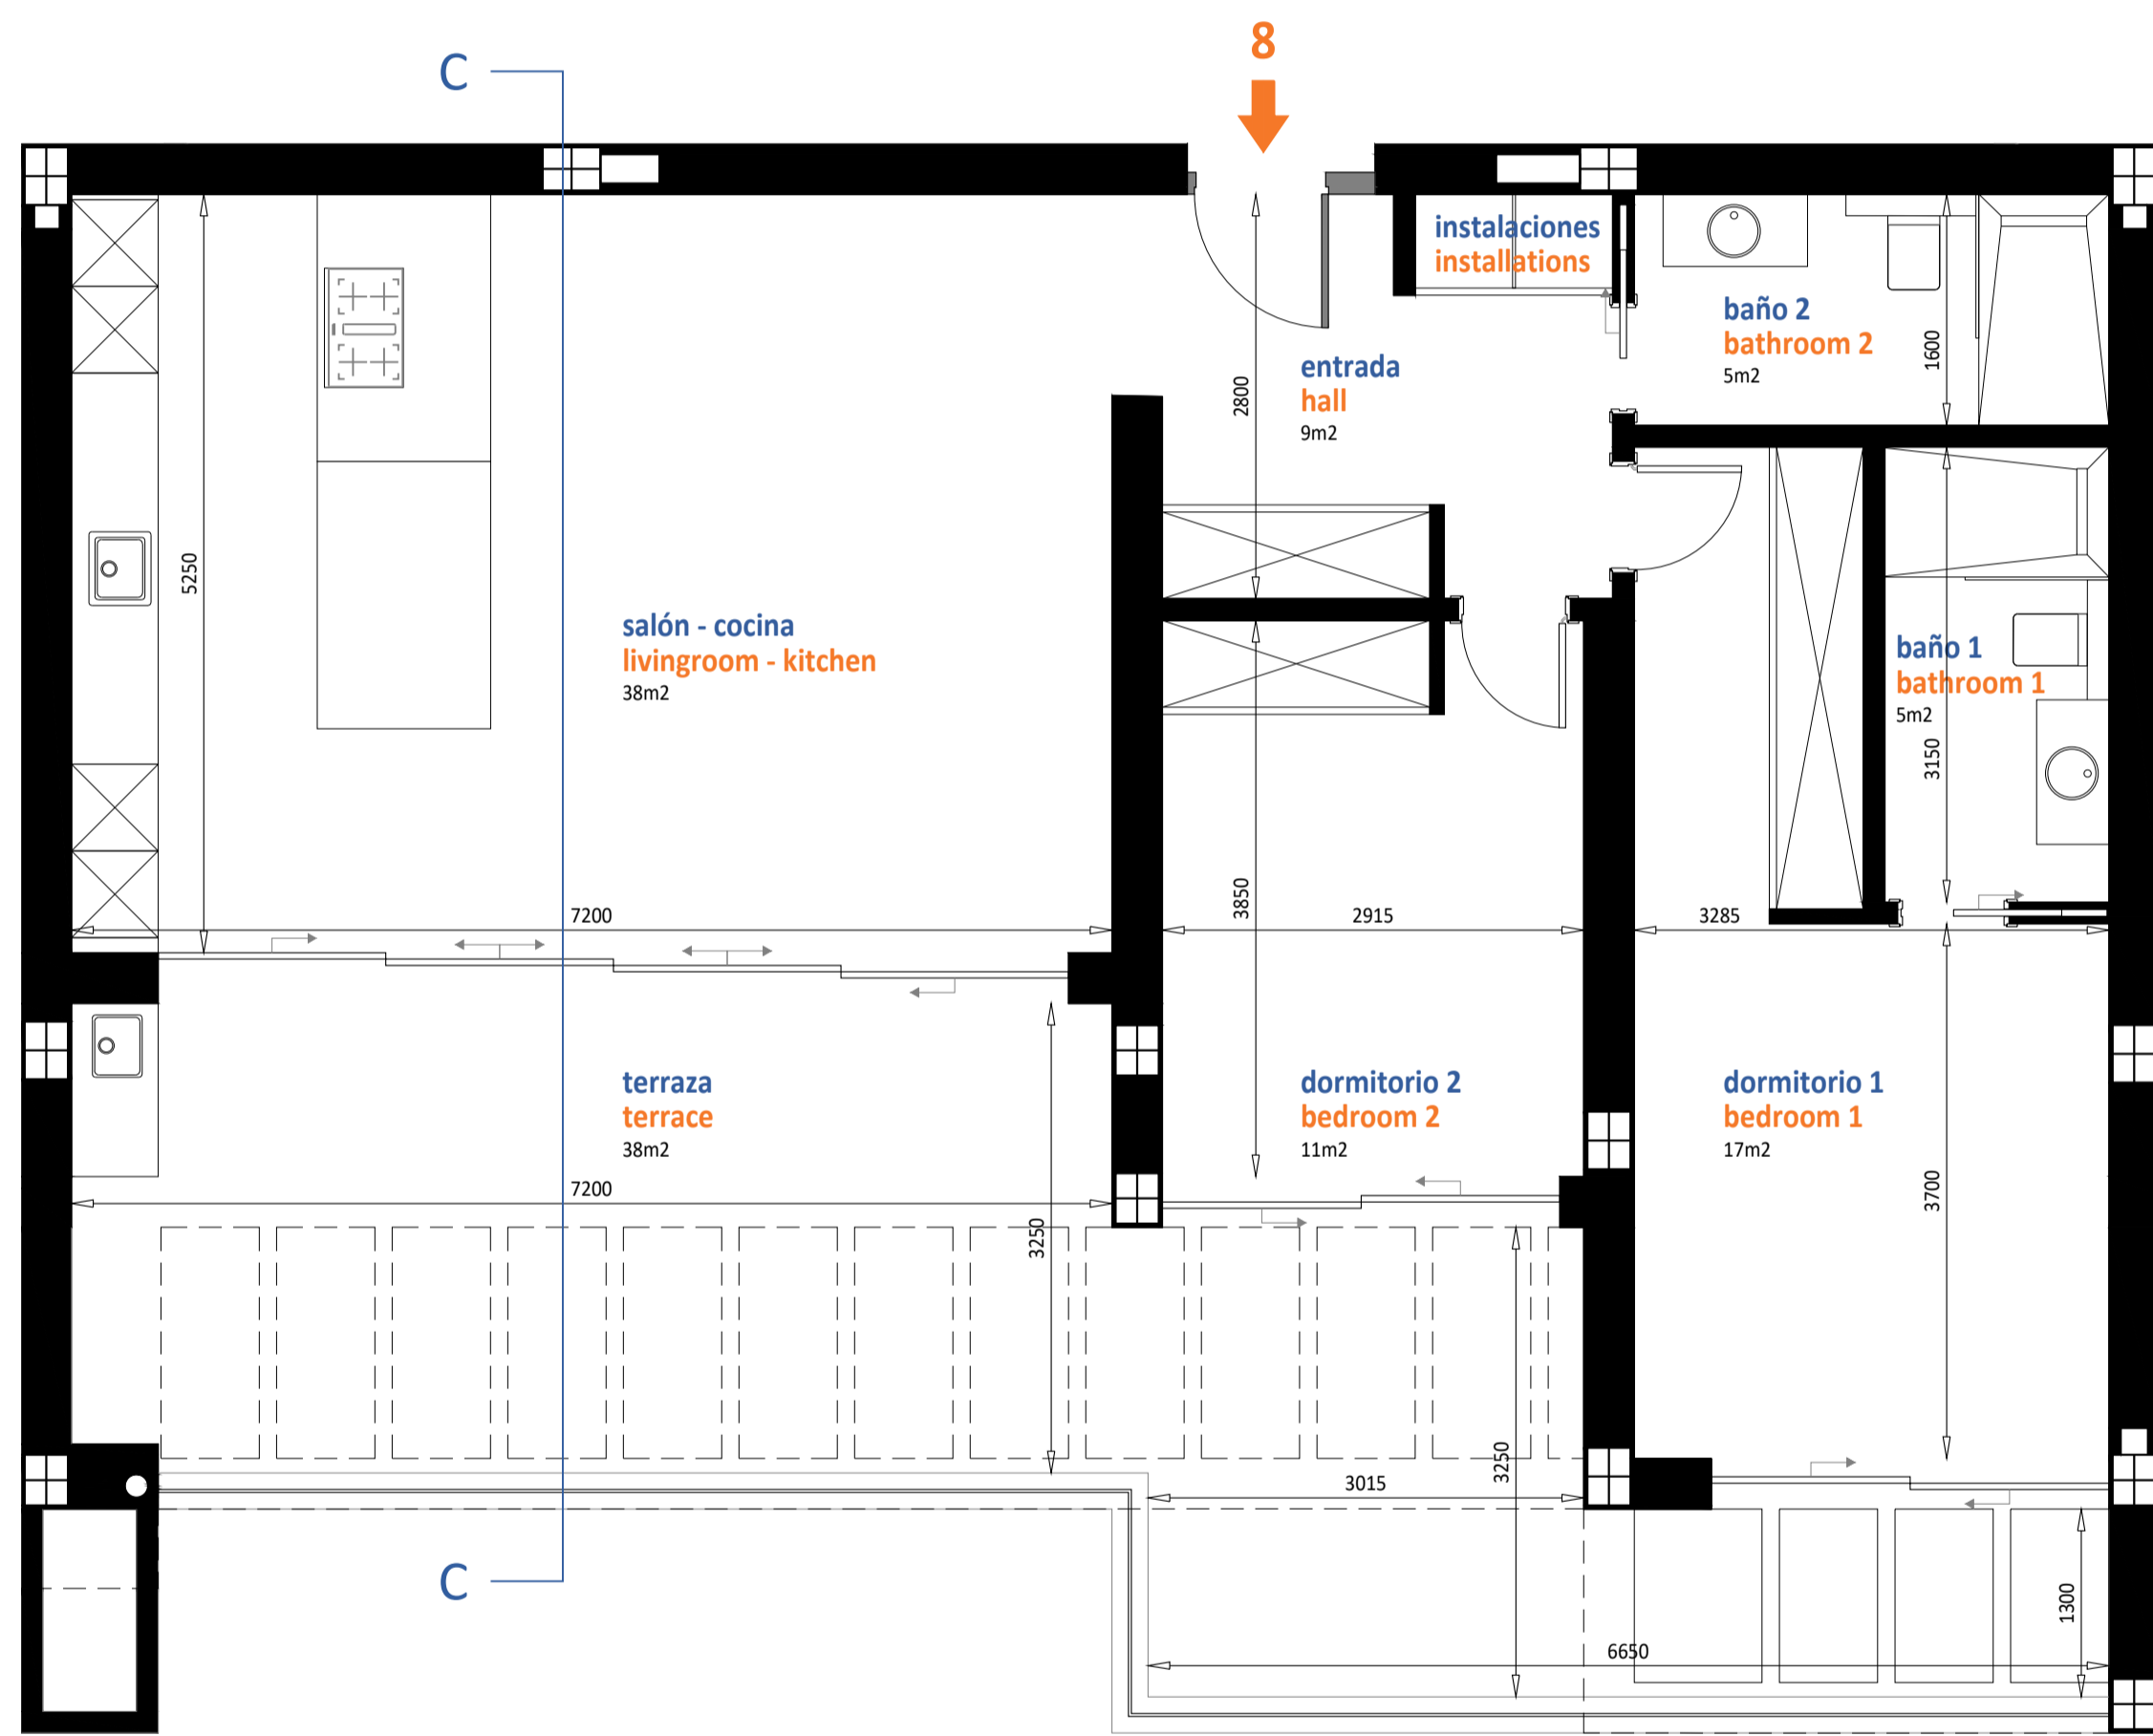 8
C
instalaciones
installations
baño 2
bathroom 2
5m2
1600
entrada
hall
9m2
2800
5250
salón - cocina
livingroom - kitchen
38m2
baño 1
bathroom 1
5m2
3150
3850
7200
2915
3285
terraza
terrace
38m2
dormitorio 2
bedroom 2
11m2
dormitorio 1
bedroom 1
17m2
7200
3250
3700
3015
3250
C
1300
6650